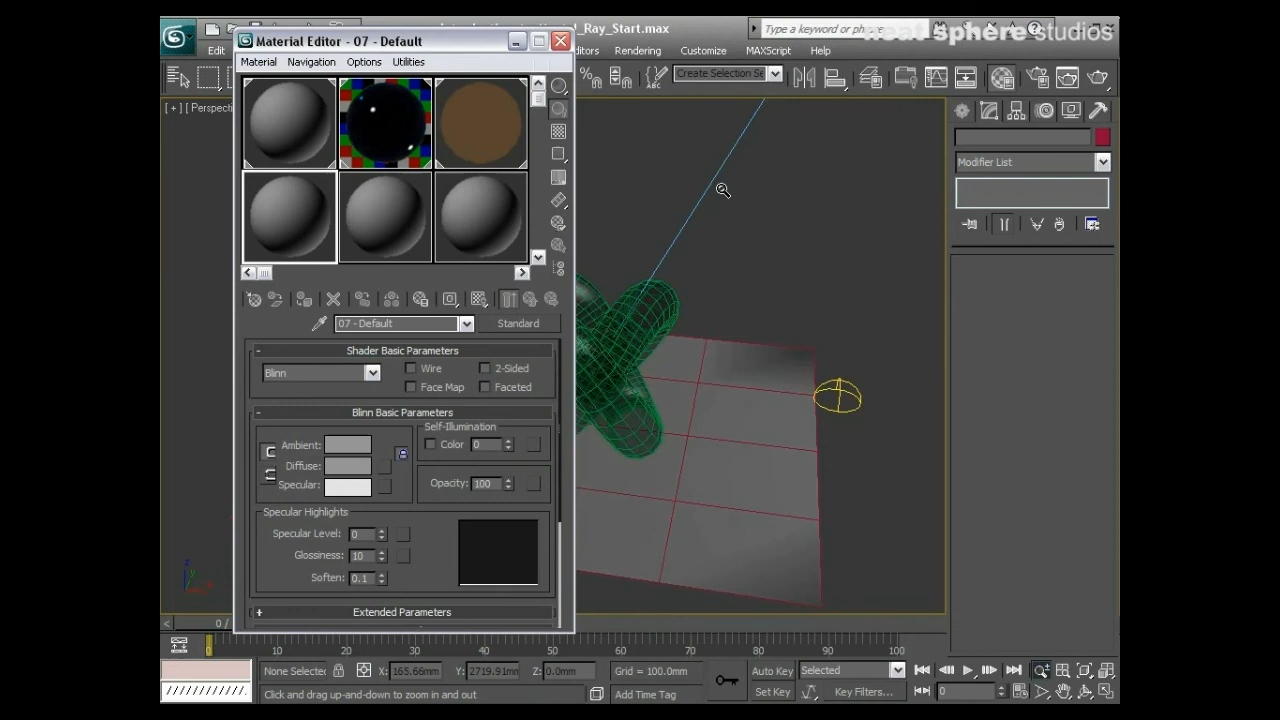 _Ray_Start.max
Type a keyword or phrase
neat sphere studios
Edit
Rendering
Customize
MAXScript
Help
Material Editor - 07 - Default
Material
Navigation
Options
Utilities
Create Selection Se
[ + ] [ Perspecti
Modifier List
07 - Default
Standard
Shader Basic Parameters
Blinn
Wire
2-Sided
Face Map
Faceted
Blinn Basic Parameters
Self-Illumination
Ambient:
Color
0
Diffuse:
Specular:
Opacity:
100
Specular Highlights
Specular Level:
0
Glossiness:
10
Soften:
0.1
Extended Parameters
z
y
0 /
0
10
20
30
40
50
60
70
80
90
100
None Selected
X:
165.66mm
Y:
2719.91mm
Z:
0.0mm
Grid = 100.0mm
Auto Key
Selected
Click and drag up-and-down to zoom in and out
Add Time Tag
Set Key
Key Filters...
0